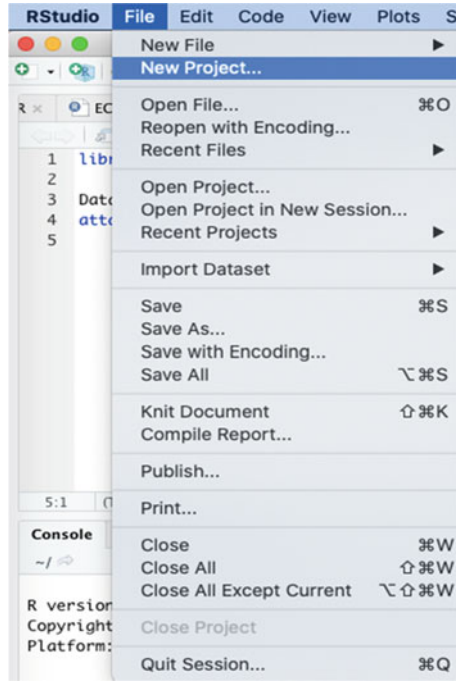 RStudio File Edit Code View Plots S
New File
New Project...
R EC
Open File... ⌘O
Reopen with Encoding...
Recent Files
1 libr
2
3 Data
4 atta
5
Open Project...
Open Project in New Session...
Recent Projects
Import Dataset
Save ⌘S
Save As...
Save with Encoding...
Save All ⌥⌘S
Knit Document ⇧⌘K
Compile Report...
Publish...
5:1 (T
Print...
Console
~/
Close ⌘W
Close All ⇧⌘W
Close All Except Current ⌥⇧⌘W
R version
Copyright
Platform:
Close Project
Quit Session... ⌘Q